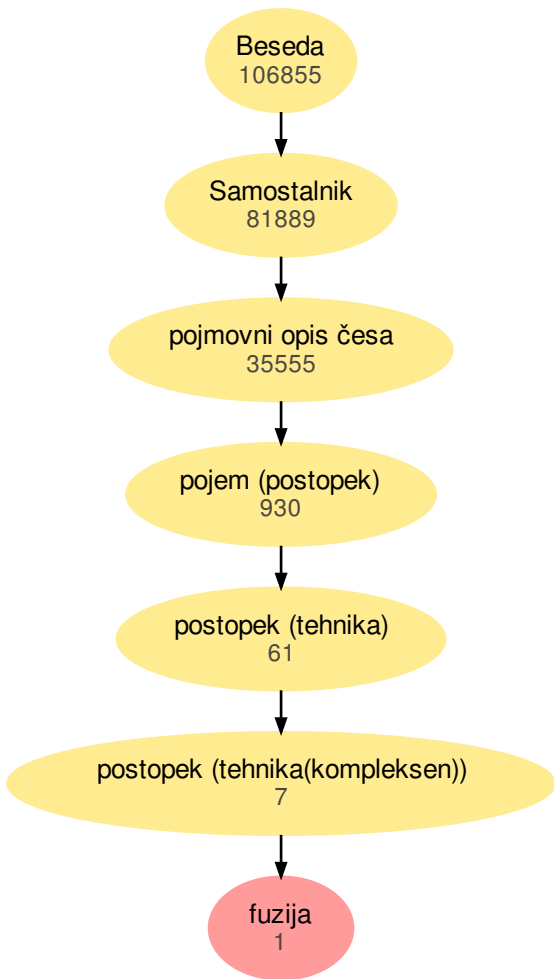 Beseda
106855
Samostalnik
81889
pojmovni opis česa
35555
pojem (postopek)
930
postopek (tehnika)
61
postopek (tehnika(kompleksen))
7
fuzija
1